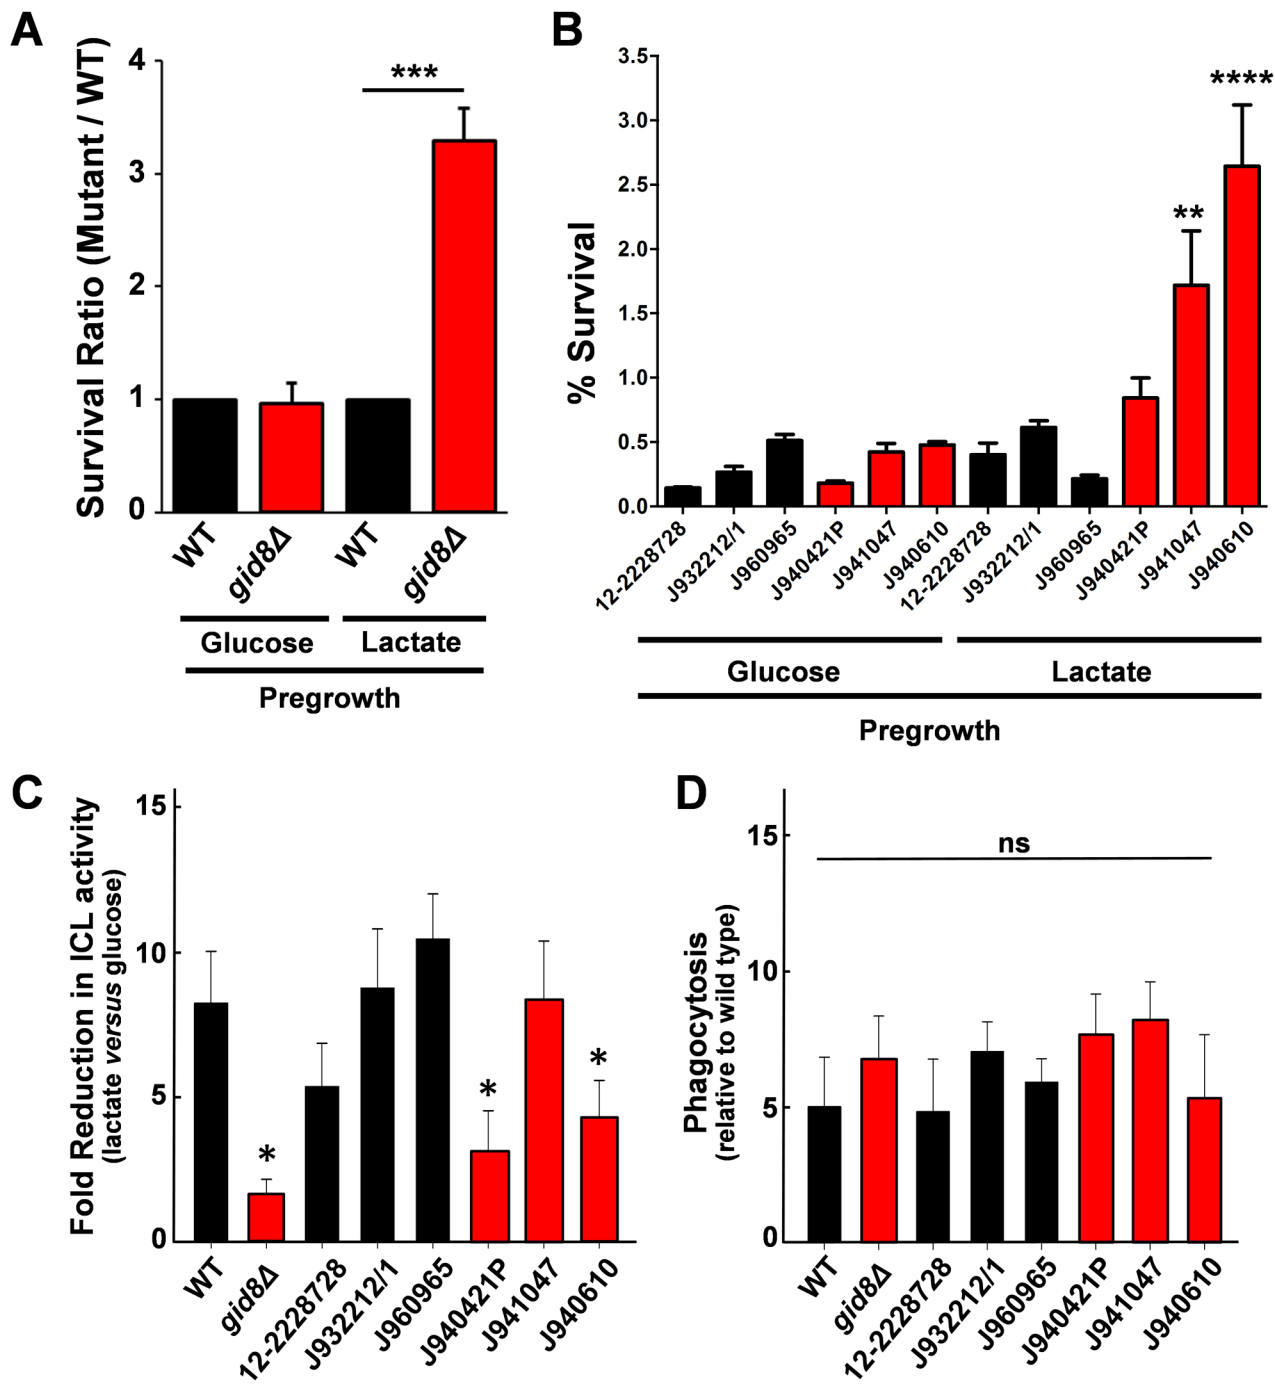 A
Survival Ratio (Mutant / WT)
4
3
2
1
0
***
WT
gid8Δ
WT
gid8Δ
Glucose
Lactate
Pregrowth
B
% Survival
3.5
3.0
2.5
2.0
1.5
1.0
0.5
0.0
**
****
12-2228728
J932212/1
J960965
J940421P
J941047
J940610
12-2228728
J932212/1
J960965
J940421P
J941047
J940610
Glucose
Lactate
Pregrowth
C
Fold Reduction in ICL activity
(lactate versus glucose)
15
10
5
0
*
*
*
WT
gid8Δ
12-2228728
J932212/1
J960965
J940421P
J941047
J940610
D
Phagocytosis
(relative to wild type)
15
10
5
0
ns
WT
gid8Δ
12-2228728
J932212/1
J960965
J940421P
J941047
J940610